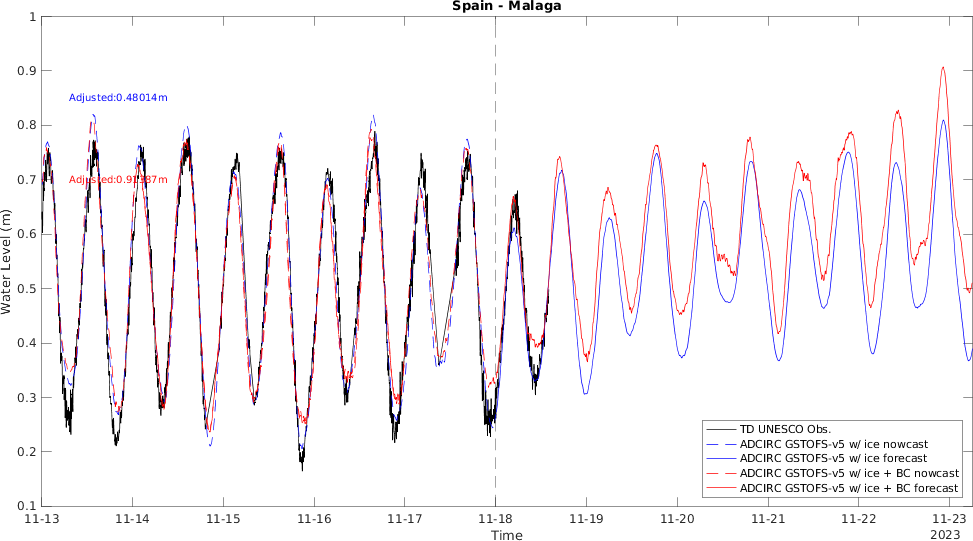 Spain - Malaga
Water Level (m)
1
0.9
0.8
0.7
0.6
0.5
0.4
0.3
0.2
0.1
Adjusted:0.48014m
TD UNESCO Obs.
ADCIRC GSTOFS-v5 w/ ice nowcast
ADCIRC GSTOFS-v5 w/ ice forecast
ADCIRC GSTOFS-v5 w/ ice + BC nowcast
ADCIRC GSTOFS-v5 w/ ice + BC forecast
11-13 11-14 11-15 11-16 11-17 11-18 11-19 11-20 11-21 11-22 11-23
Time
2023